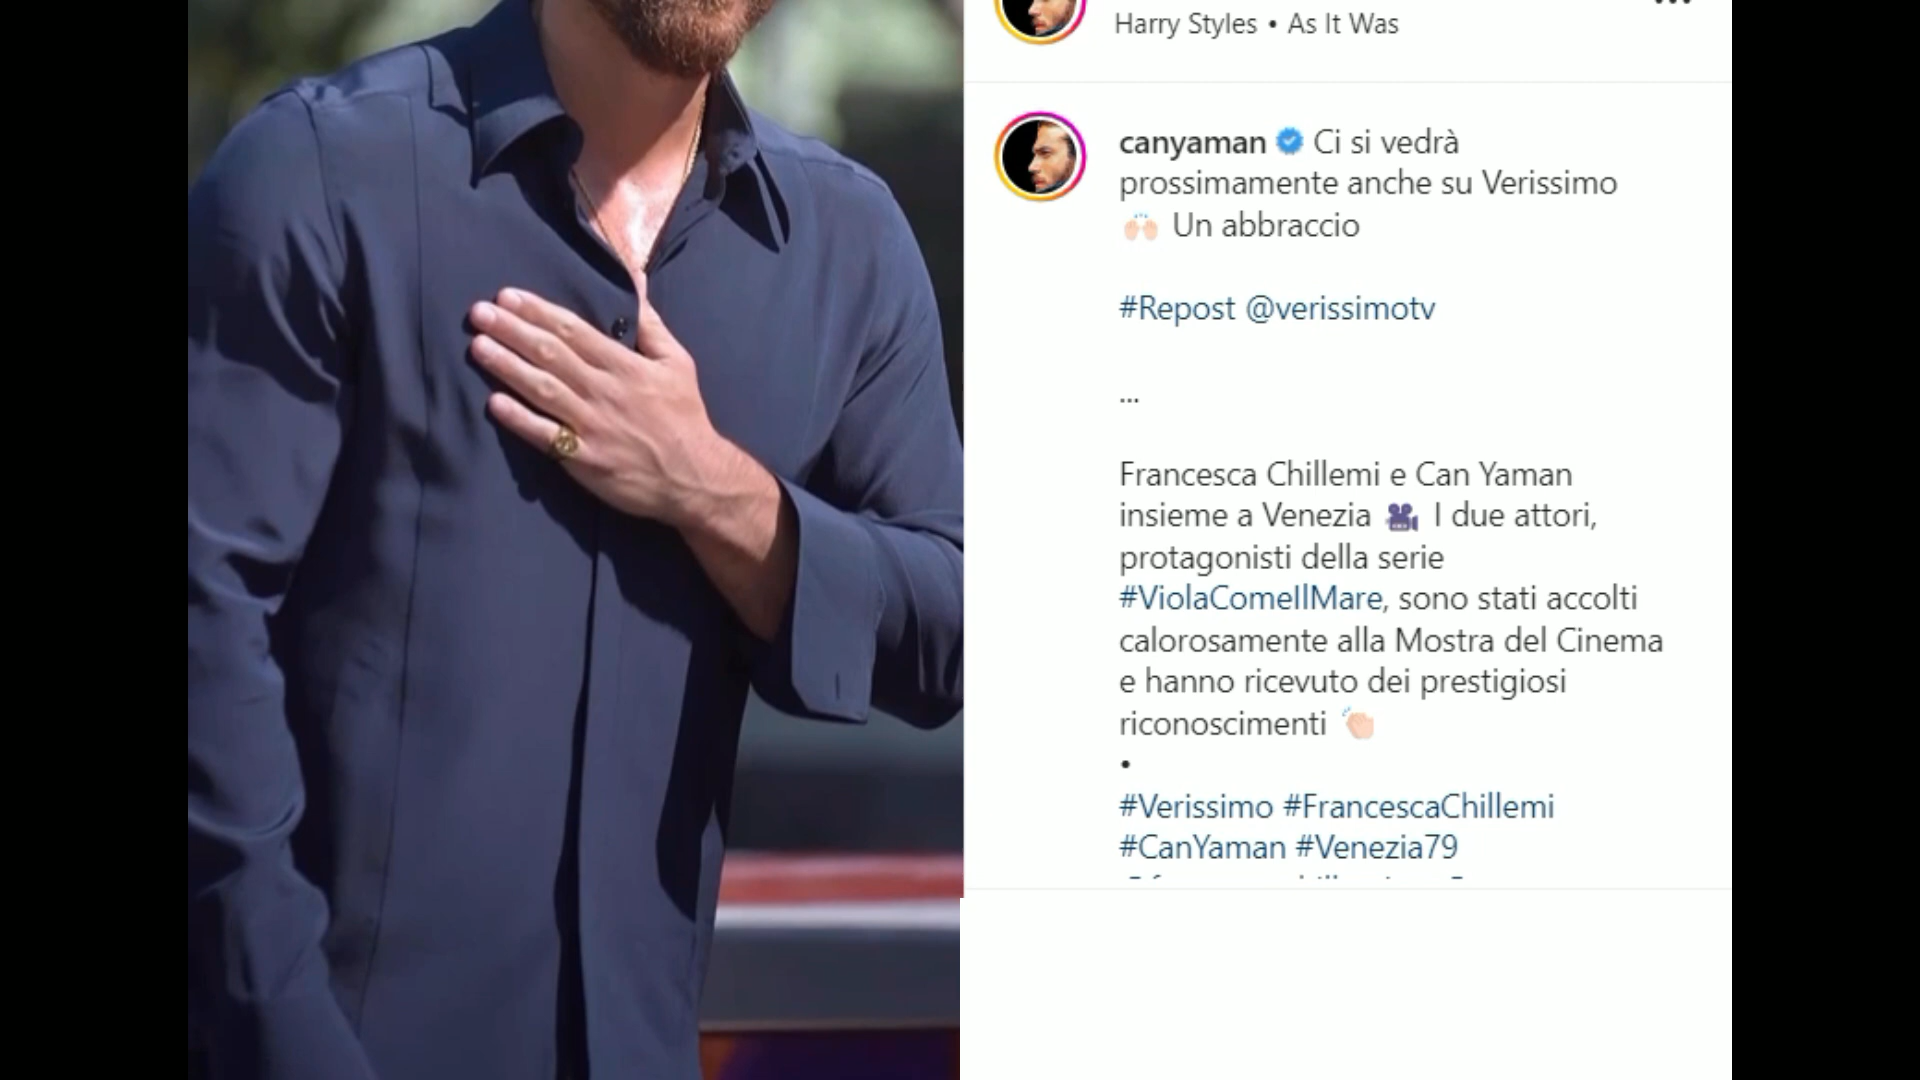 Harry Styles • As It Was
canyaman Ci si vedrà
prossimamente anche su Verissimo
Un abbraccio
#Repost @verissimotv
...
Francesca Chillemi e Can Yaman
insieme a Venezia I due attori,
protagonisti della serie
#ViolaComeIlMare, sono stati accolti
calorosamente alla Mostra del Cinema
e hanno ricevuto dei prestigiosi
riconoscimenti
•
#Verissimo #FrancescaChillemi
#CanYaman #Venezia79